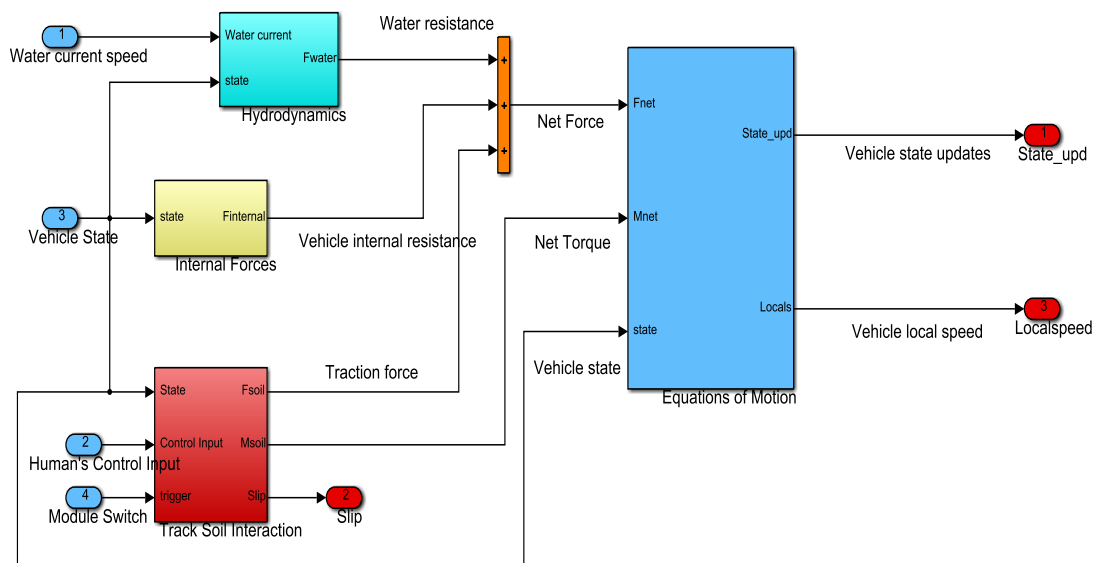 Water resistance
1
Water current speed
Water current
state
Fwater
Hydrodynamics
+
+
+
Net Force
3
Vehicle State
state
Finternal
Internal Forces
Vehicle internal resistance
Fnet
Mnet
state
State_upd
Locals
Equations of Motion
Net Torque
Vehicle state
Vehicle state updates
1
State_upd
Vehicle local speed
3
Localspeed
Traction force
State
Control Input
trigger
Fsoil
Msoil
Slip
Track Soil Interaction
2
Human's Control Input
4
Module Switch
2
Slip